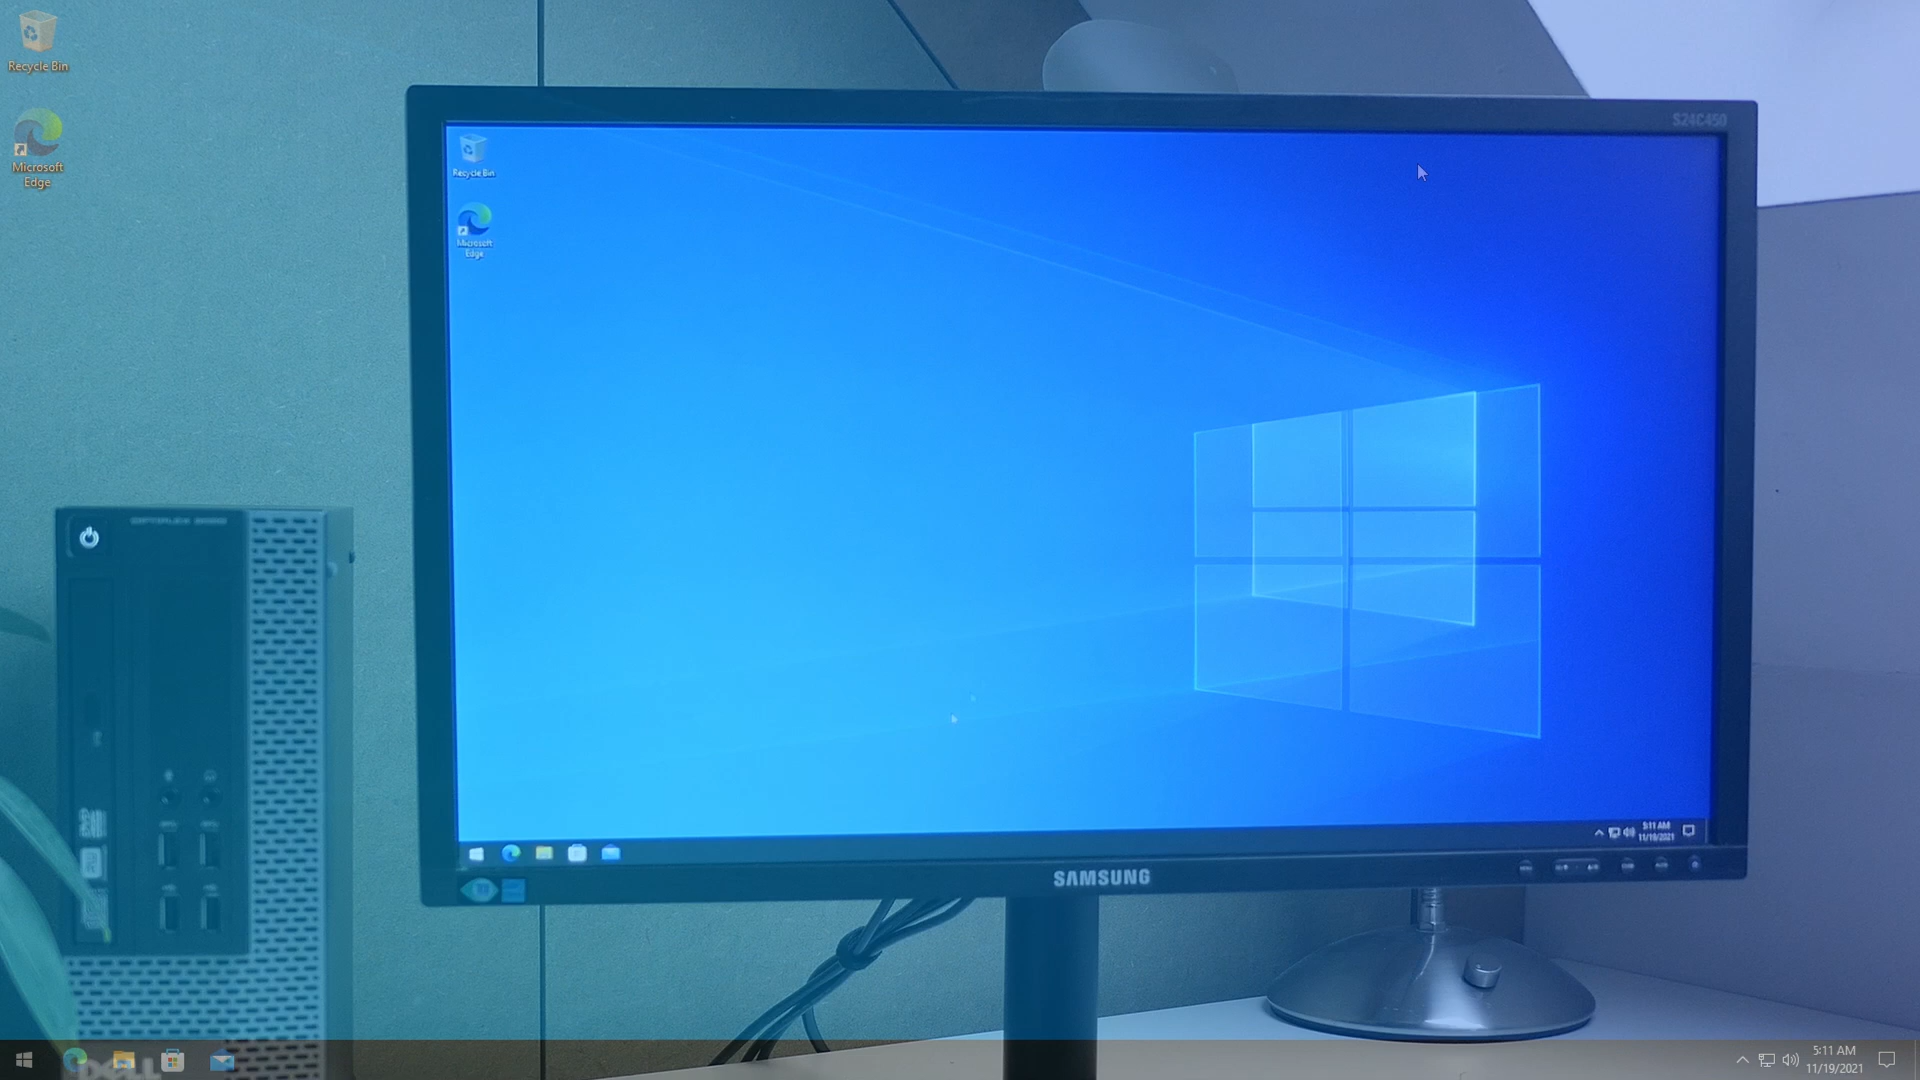 Recycle Bin
Microsoft
Edge
S24C450
Recycle Bin
Microsoft
Edge
5:11 AM
11/19/2021
SAMSUNG
DELL
5:11 AM
11/19/2021